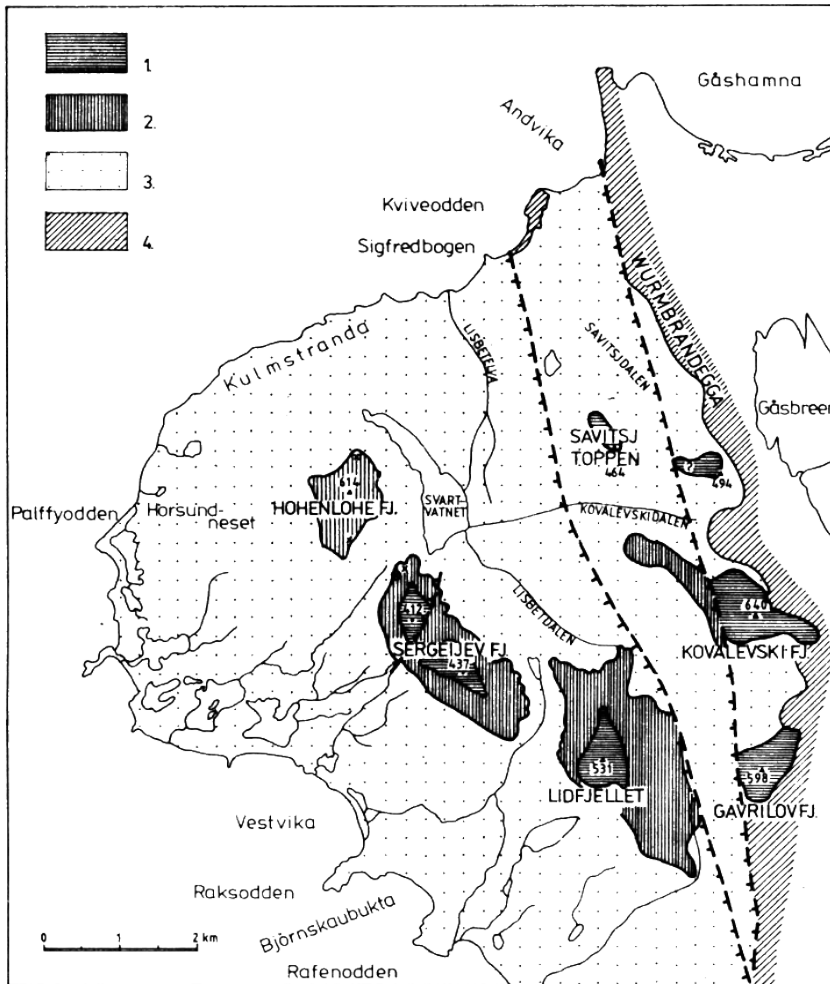 1.
2.
3.
4.
Gåshamna
Andvika
Kviveodden
Sigfredbogen
WURMBRANDEGGA
Kulmstranda
LISBETELVA
SAVITSJDALEN
Gåsbreen
SAVITSJ
TOPPEN
464
?
494
614
Palffyodden
Horsund-
neset
HOHENLOHE FJ.
SVART-
VATNET
KOVALEVSKIDALEN
LISBETDALEN
412
640
SERGEIJEV FJ.
KOVALEVSKI FJ.
437
531
598
LIDFJELLET
GAVRILOV FJ.
Vestvika
Raksodden
Björnskaubukta
0 1 2 km
Rafenodden